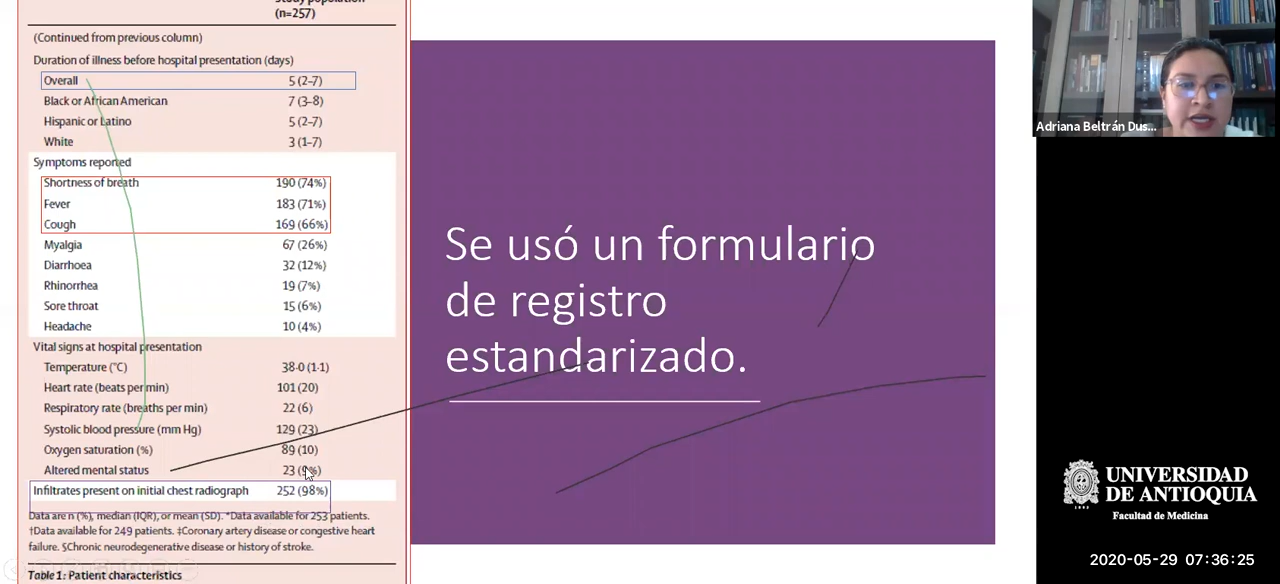 study population
(n=257)
(Continued from previous column)
Duration of illness before hospital presentation (days)
Overall 5 (2–7)
Black or African American 7 (3–8)
Hispanic or Latino 5 (2–7)
White 3 (1–7)
Symptoms reported
Shortness of breath 190 (74%)
Fever 183 (71%)
Cough 169 (66%)
Myalgia 67 (26%)
Diarrhoea 32 (12%)
Rhinorrhea 19 (7%)
Sore throat 15 (6%)
Headache 10 (4%)
Vital signs at hospital presentation
Temperature (°C) 38·0 (1·1)
Heart rate (beats per min) 101 (20)
Respiratory rate (breaths per min) 22 (6)
Systolic blood pressure (mm Hg) 129 (23)
Oxygen saturation (%) 89 (10)
Altered mental status 23 (9%)
Infiltrates present on initial chest radiograph 252 (98%)
Data are n (%), median (IQR), or mean (SD). *Data available for 253 patients.
†Data available for 249 patients. ‡Coronary artery disease or congestive heart
failure. §Chronic neurodegenerative disease or history of stroke.
Table 1: Patient characteristics
Se usó un formulario
de registro
estandarizado.
Adriana Beltrán Dus...
UNIVERSIDAD
DE ANTIOQUIA
1803
Facultad de Medicina
2020-05-29 07:36:25